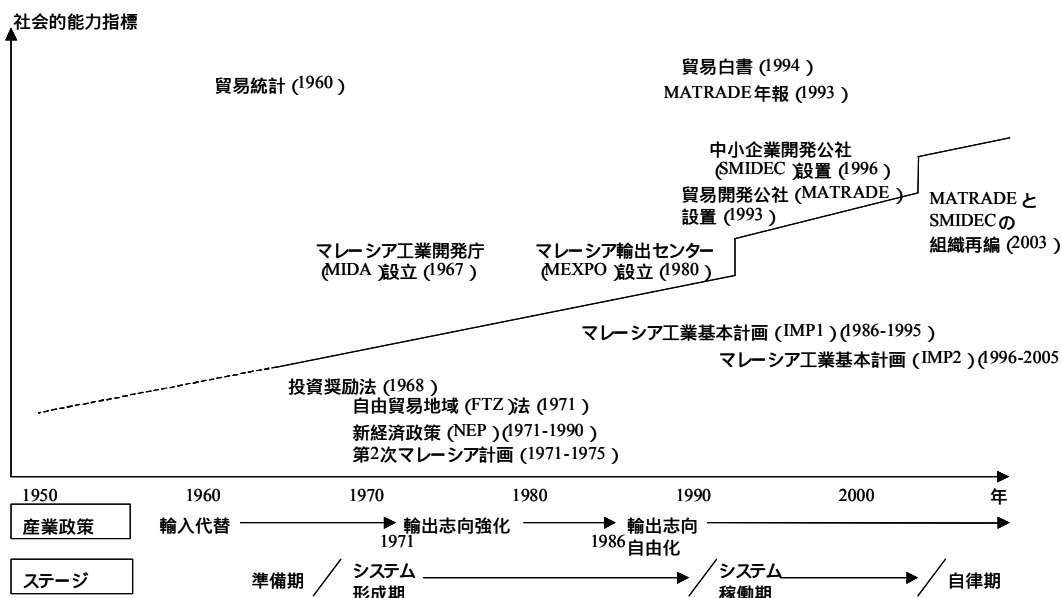 社会的能力指標
貿易統計 (1960)
貿易白書 (1994)
MATRADE年報 (1993)
中小企業開発公社
(SMIDEC)設置 (1996)
貿易開発公社 (MATRADE)
設置 (1993)
MATRADEと
SMIDECの
組織再編 (2003)
マレーシア工業開発庁
(MIDA)設立 (1967)
マレーシア輸出センター
(MEXPO)設立 (1980)
マレーシア工業基本計画 (IMP1) (1986-1995)
マレーシア工業基本計画 (IMP2) (1996-2005
投資奨励法 (1968)
自由貿易地域 (FTZ)法 (1971)
新経済政策 (NEP) (1971-1990)
第2次マレーシア計画 (1971-1975)
1950 1960 1970 1980 1990 2000 年
産業政策 輸入代替 1971 輸出志向強化 1986 輸出志向
自由化
ステージ 準備期 システム
形成期 システム
稼働期 自律期